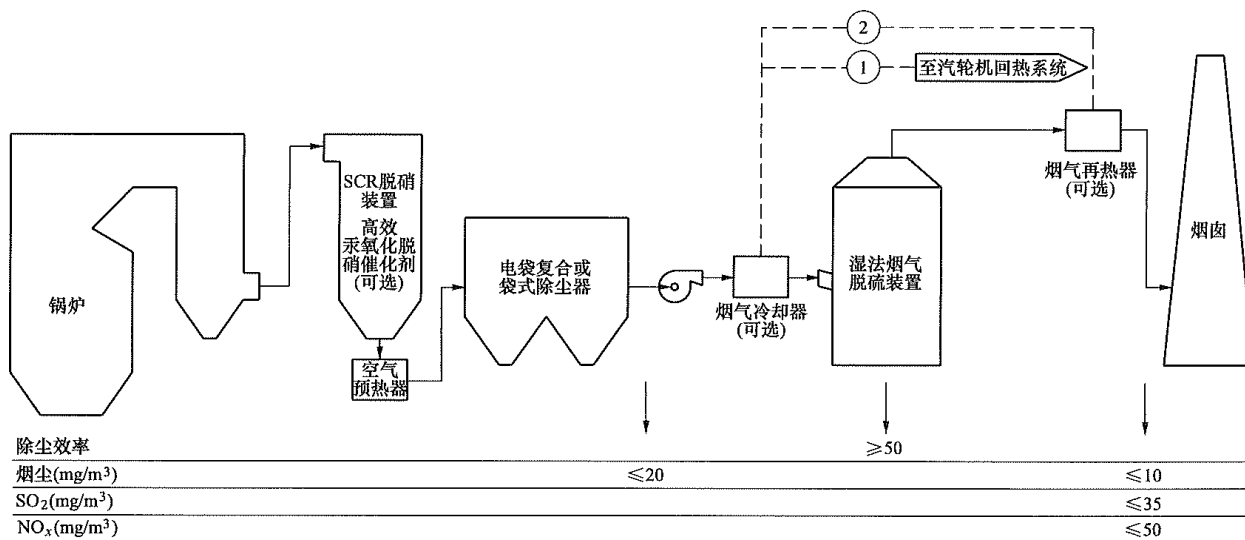 ②
① 至汽轮机回热系统
锅炉
SCR脱硝
装置
高效
汞氧化脱
硝催化剂
(可选)
空气
预热器
电袋复合或
袋式除尘器
烟气冷却器
(可选)
湿法烟气
脱硫装置
烟气再热器
(可选)
烟囱
除尘效率 ≥50
烟尘(mg/m³) ≤20 ≤10
SO₂(mg/m³) ≤35
NOₓ(mg/m³) ≤50